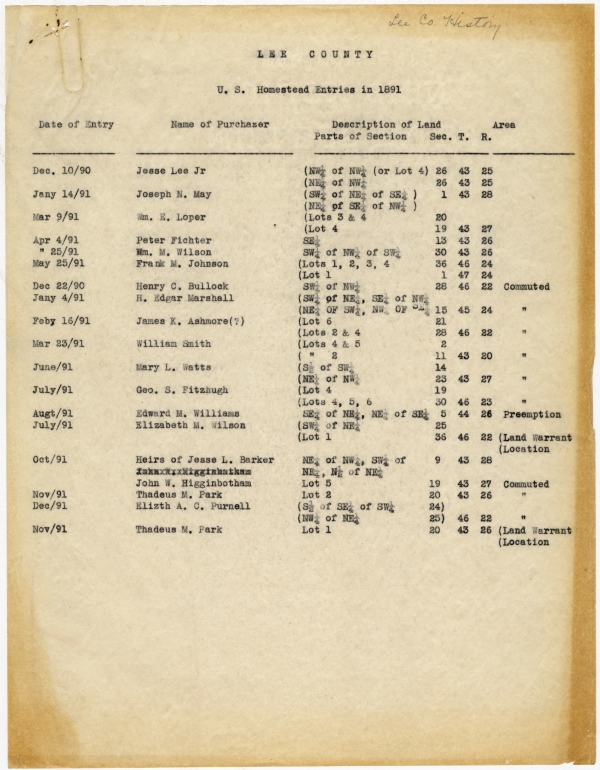 Lee Co History
LEE COUNTY
U. S. Homestead Entries in 1891
Date of Entry Name of Purchazer Description of Land Area
Parts of Section Sec. T. R.
Dec. 10/90 Jesse Lee Jr (NW¼ of NW¼ (or Lot 4) 26 43 25
(NE¼ of NW¼ 26 43 25
Jany 14/91 Joseph N. May (SW¼ of NE¼ of SE¼ ) 1 43 28
(NE¼ of SE¼ of NW¼ )
Mar 9/91 Wm. E. Loper (Lots 3 & 4 20
(Lot 4 19 43 27
Apr 4/91 Peter Fichter SE¼ 13 43 26
" 25/91 Wm. M. Wilson SW¼ of NW¼ of SW¼ 30 43 26
May 25/91 Frank M. Johnson (Lots 1, 2, 3, 4 36 46 24
(Lot 1 1 47 24
Dec 22/90 Henry C. Bullock SW¼ of NW¼ 28 46 22 Commuted
Jany 4/91 H. Edgar Marshall (SW¼ of NE¼, SE¼ of NW¼
(NE¼ OF SW¼, NW¼ OF SE¼ 15 45 24 "
Feby 16/91 James K. Ashmore(?) (Lot 6 21
(Lots 2 & 4 28 46 22 "
Mar 23/91 William Smith (Lots 4 & 5 2
( " 2 11 43 20 "
June/91 Mary L. Watts (S½ of SW¼ 14
(NE¼ of NW¼ 23 43 27 "
July/91 Geo. S. Fitzhugh (Lot 4 19
(Lots 4, 5, 6 30 46 23 "
Augt/91 Edward M. Williams SE¼ of NE¼, NE¼ of SE¼ 5 44 26 Preemption
July/91 Elizabeth M. Wilson (SW¼ of NE¼ 25
(Lot 1 36 46 22 (Land Warrant
(Location
Oct/91 Heirs of Jesse L. Barker NE¼ of NW¼, SW¼ of 9 43 28
NE¼, N½ of NE¼
John W. Higginbotham Lot 5 19 43 27 Commuted
Nov/91 Thadeus M. Park Lot 2 20 43 26 "
Dec/91 Elizth A. C. Purnell (S½ of SE¼ of SW¼ 24)
(NW¼ of NE¼ 25) 46 22 "
Nov/91 Thadeus M. Park Lot 1 20 43 26 (Land Warrant
(Location